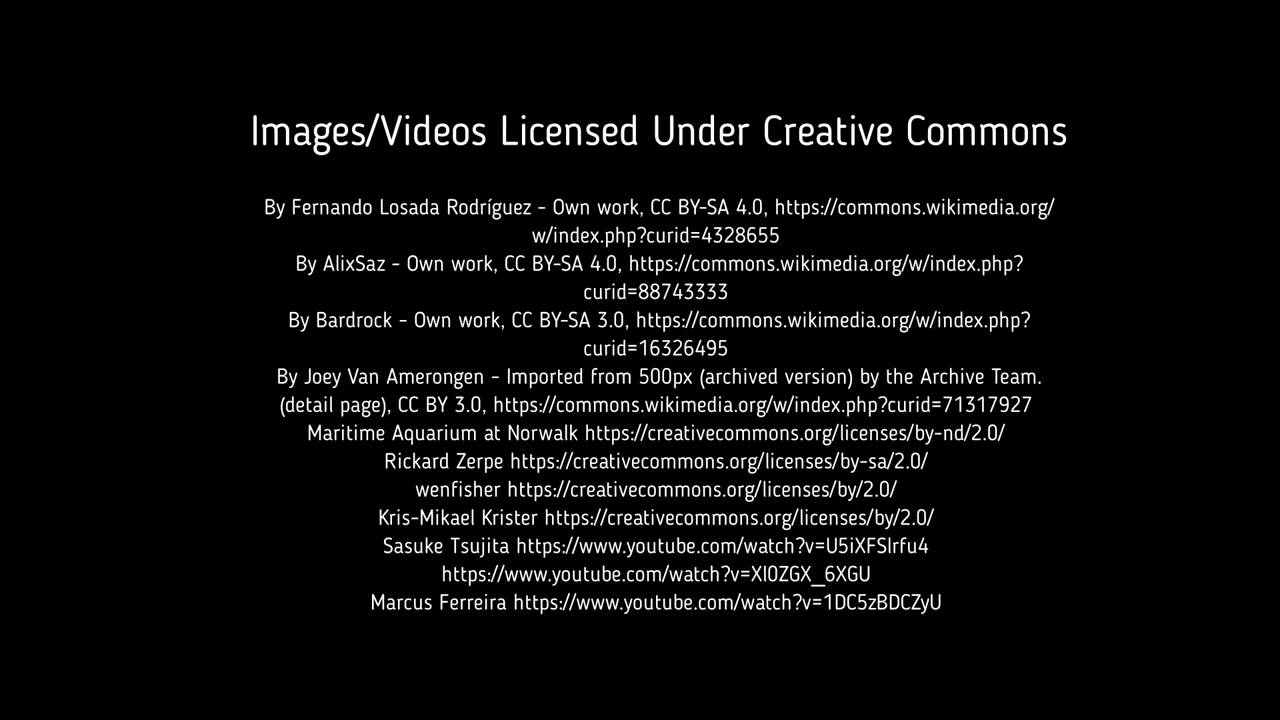 Images/Videos Licensed Under Creative Commons
By Fernando Losada Rodríguez - Own work, CC BY-SA 4.0, https://commons.wikimedia.org/
w/index.php?curid=4328655
By AlixSaz - Own work, CC BY-SA 4.0, https://commons.wikimedia.org/w/index.php?
curid=88743333
By Bardrock - Own work, CC BY-SA 3.0, https://commons.wikimedia.org/w/index.php?
curid=16326495
By Joey Van Amerongen - Imported from 500px (archived version) by the Archive Team.
(detail page), CC BY 3.0, https://commons.wikimedia.org/w/index.php?curid=71317927
Maritime Aquarium at Norwalk https://creativecommons.org/licenses/by-nd/2.0/
Rickard Zerpe https://creativecommons.org/licenses/by-sa/2.0/
wenfisher https://creativecommons.org/licenses/by/2.0/
Kris-Mikael Krister https://creativecommons.org/licenses/by/2.0/
Sasuke Tsujita https://www.youtube.com/watch?v=U5iXFSlrfu4
https://www.youtube.com/watch?v=Xl0ZGX_6XGU
Marcus Ferreira https://www.youtube.com/watch?v=1DC5zBDCZyU